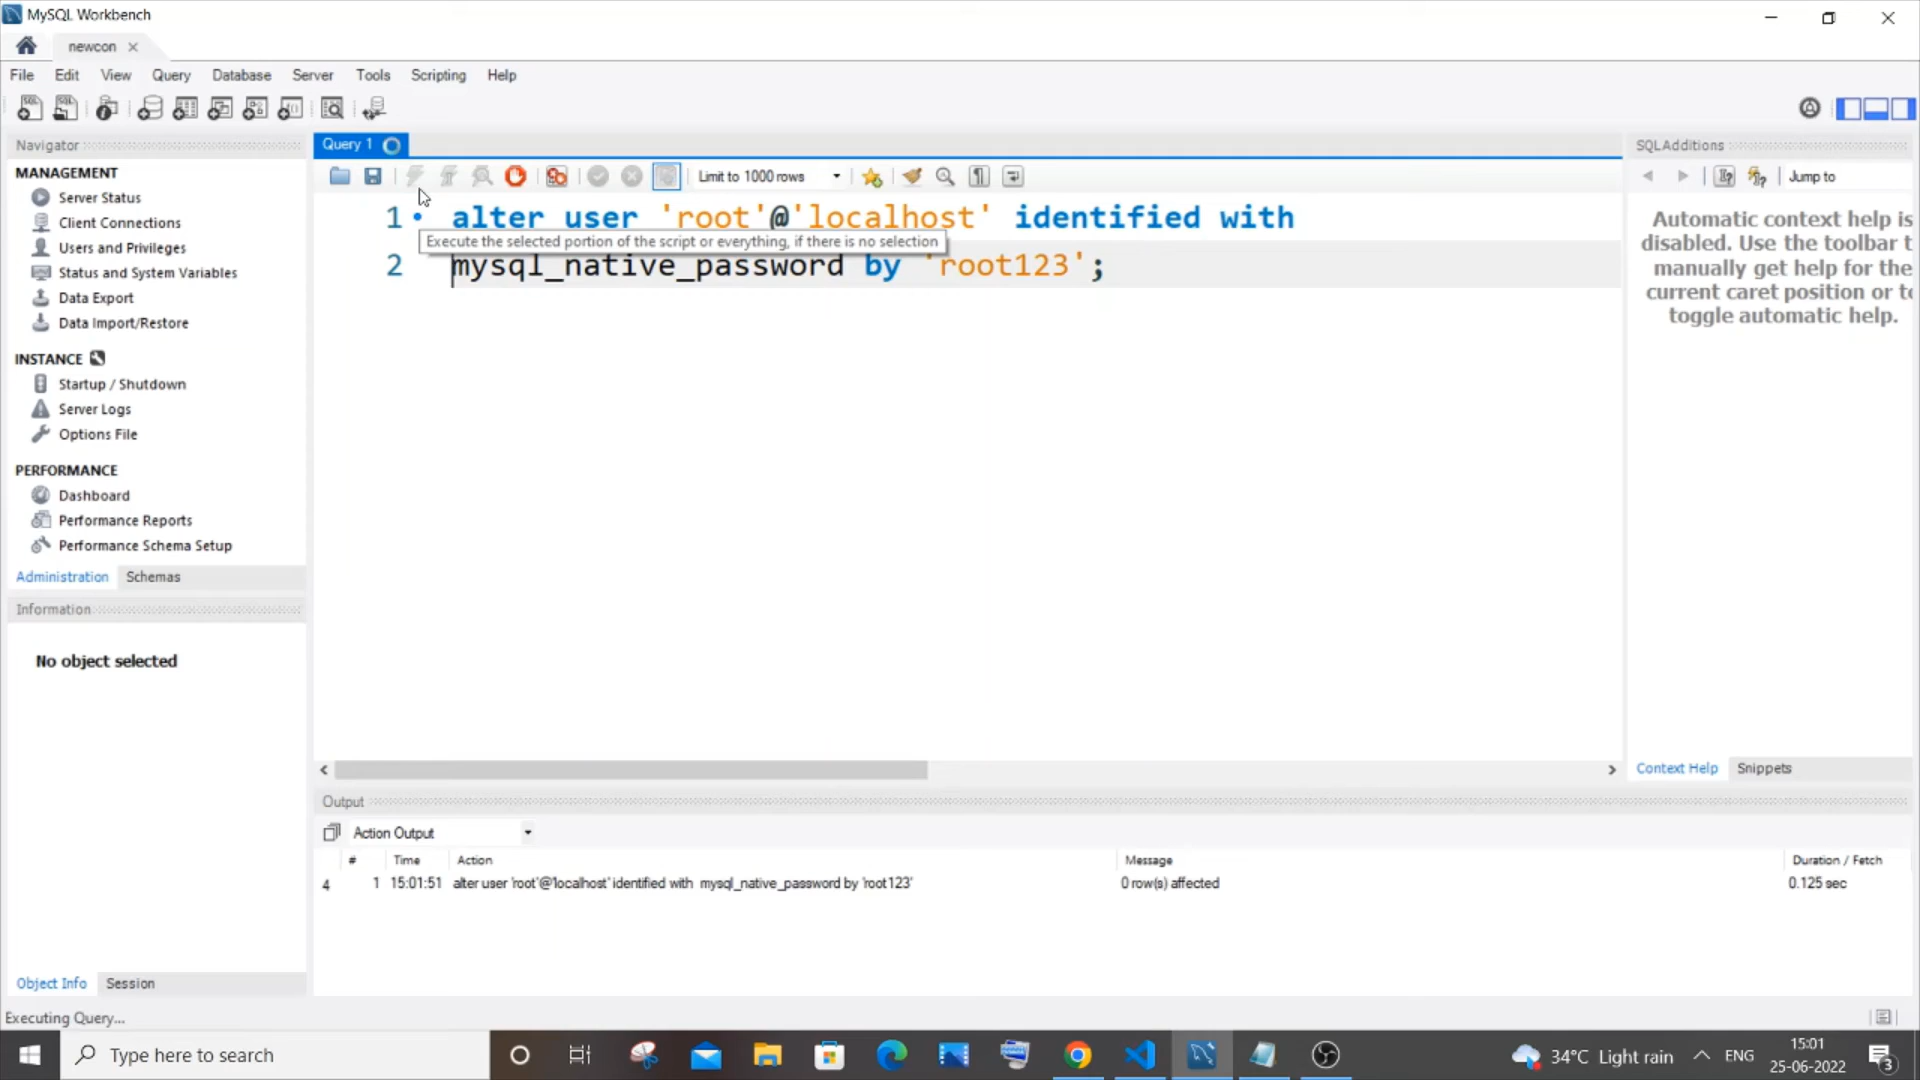 MySQL Workbench
newcon
File Edit View Query Database Server Tools Scripting Help
Navigator
MANAGEMENT
Server Status
Client Connections
Users and Privileges
Status and System Variables
Data Export
Data Import/Restore
INSTANCE
Startup / Shutdown
Server Logs
Options File
PERFORMANCE
Dashboard
Performance Reports
Performance Schema Setup
Administration Schemas
Information
No object selected
Object Info Session
Query 1
Limit to 1000 rows
1 alter user 'root'@'localhost' identified with
Execute the selected portion of the script or everything, if there is no selection
2 mysql_native_password by 'root123';
SQLAdditions
Jump to
Automatic context help is
disabled. Use the toolbar t
manually get help for the
current caret position or to
toggle automatic help.
Context Help Snippets
Output
Action Output
# Time Action Message Duration / Fetch
4 1 15:01:51 alter user 'root'@'localhost' identified with mysql_native_password by 'root123' 0 row(s) affected 0.125 sec
Executing Query...
Type here to search
34°C Light rain
ENG
15:01
25-06-2022
3